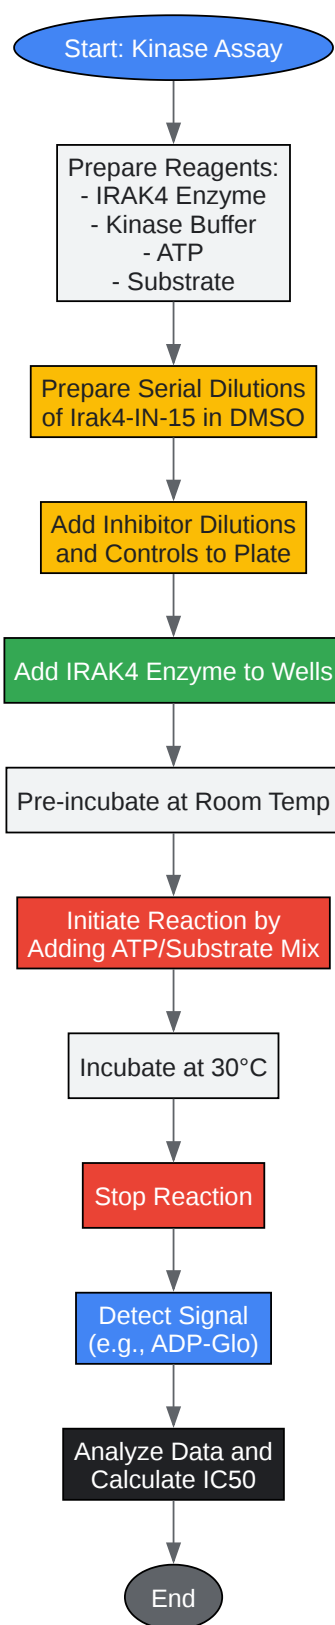 Start: Kinase Assay
Prepare Reagents:
- IRAK4 Enzyme
- Kinase Buffer
- ATP
- Substrate
Prepare Serial Dilutions
of Irak4-IN-15 in DMSO
Add Inhibitor Dilutions
and Controls to Plate
Add IRAK4 Enzyme to Wells
Pre-incubate at Room Temp
Initiate Reaction by
Adding ATP/Substrate Mix
Incubate at 30°C
Stop Reaction
Detect Signal
(e.g., ADP-Glo)
Analyze Data and
Calculate IC50
End